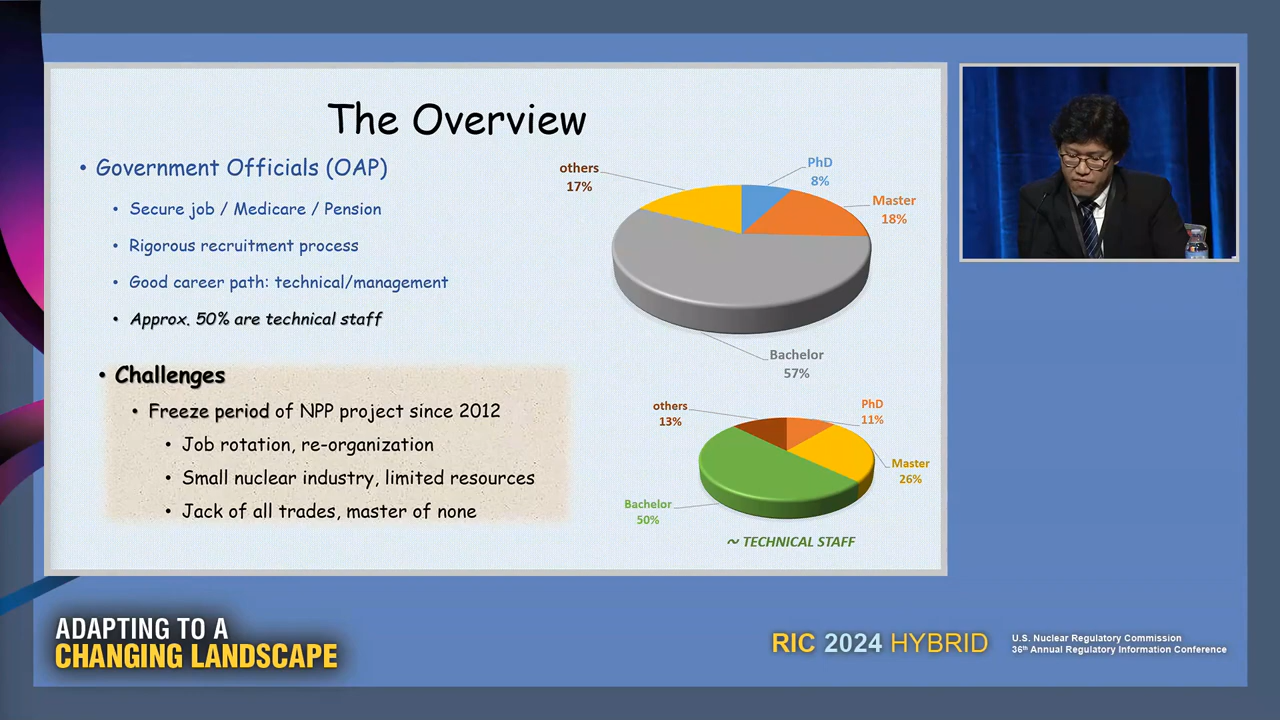 The Overview
• Government Officials (OAP)
• Secure job / Medicare / Pension
• Rigorous recruitment process
• Good career path: technical/management
• Approx. 50% are technical staff
• Challenges
• Freeze period of NPP project since 2012
• Job rotation, re-organization
• Small nuclear industry, limited resources
• Jack of all trades, master of none
others
17%
PhD
8%
Master
18%
Bachelor
57%
others
13%
PhD
11%
Master
26%
Bachelor
50%
~ TECHNICAL STAFF
ADAPTING TO A
CHANGING LANDSCAPE
RIC 2024 HYBRID
U.S. Nuclear Regulatory Commission
36th Annual Regulatory Information Conference